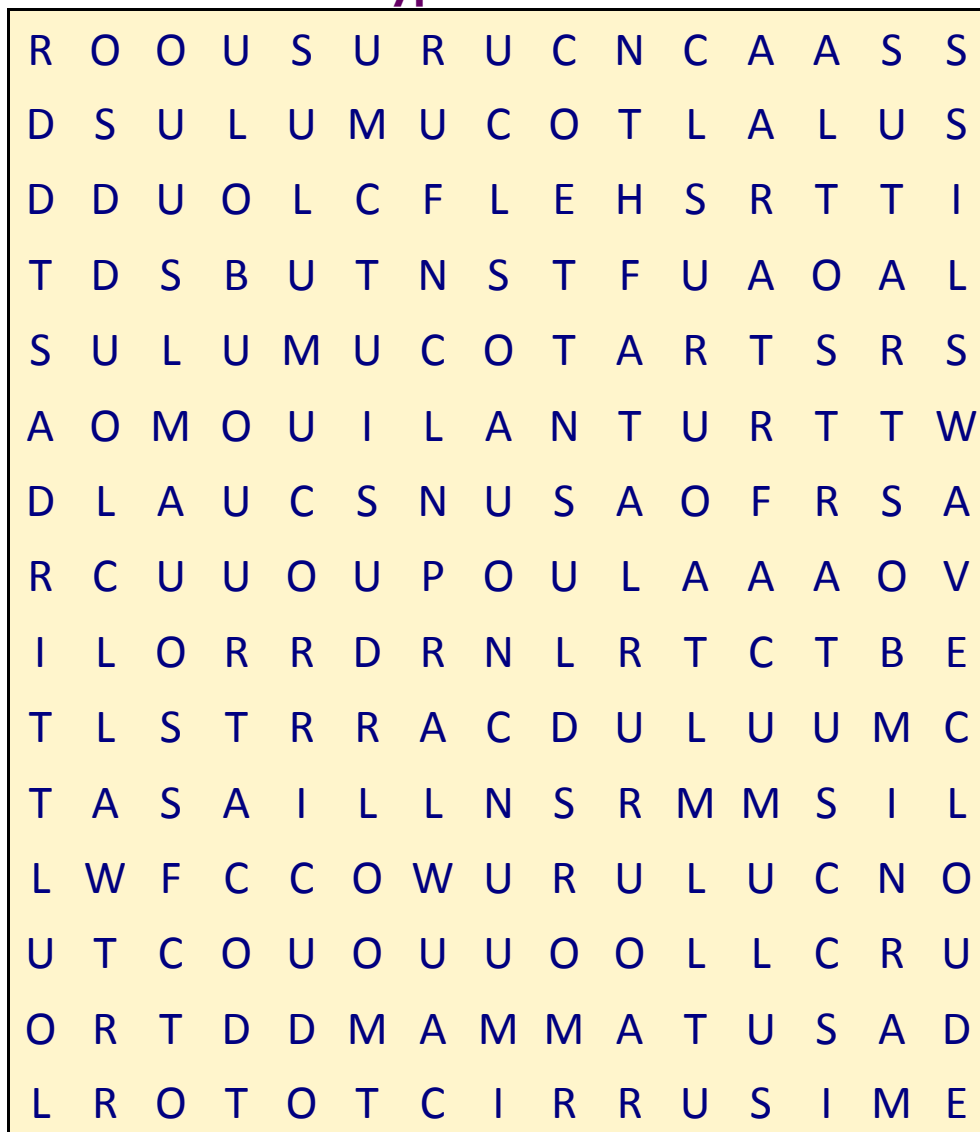 R O O U S U R U C N C A A S S
D S U L U M U C O T L A L U S
D D U O L C F L E H S R T T I
T D S B U T N S T F U A O A L
S U L U M U C O T A R T S R S
A O M O U I L A N T U R T T W
D L A U C S N U S A O F R S A
R C U U O U P O U L A A A O V
I L O R R D R N L R T C T B E
T L S T R R A C D U L U U M C
T A S A I L L N S R M M S I L
L W F C C O W U R U L U C N O
U T C O U O U U O O L L C R U
O R T D D M A M M A T U S A D
L R O T O T C I R R U S I M E